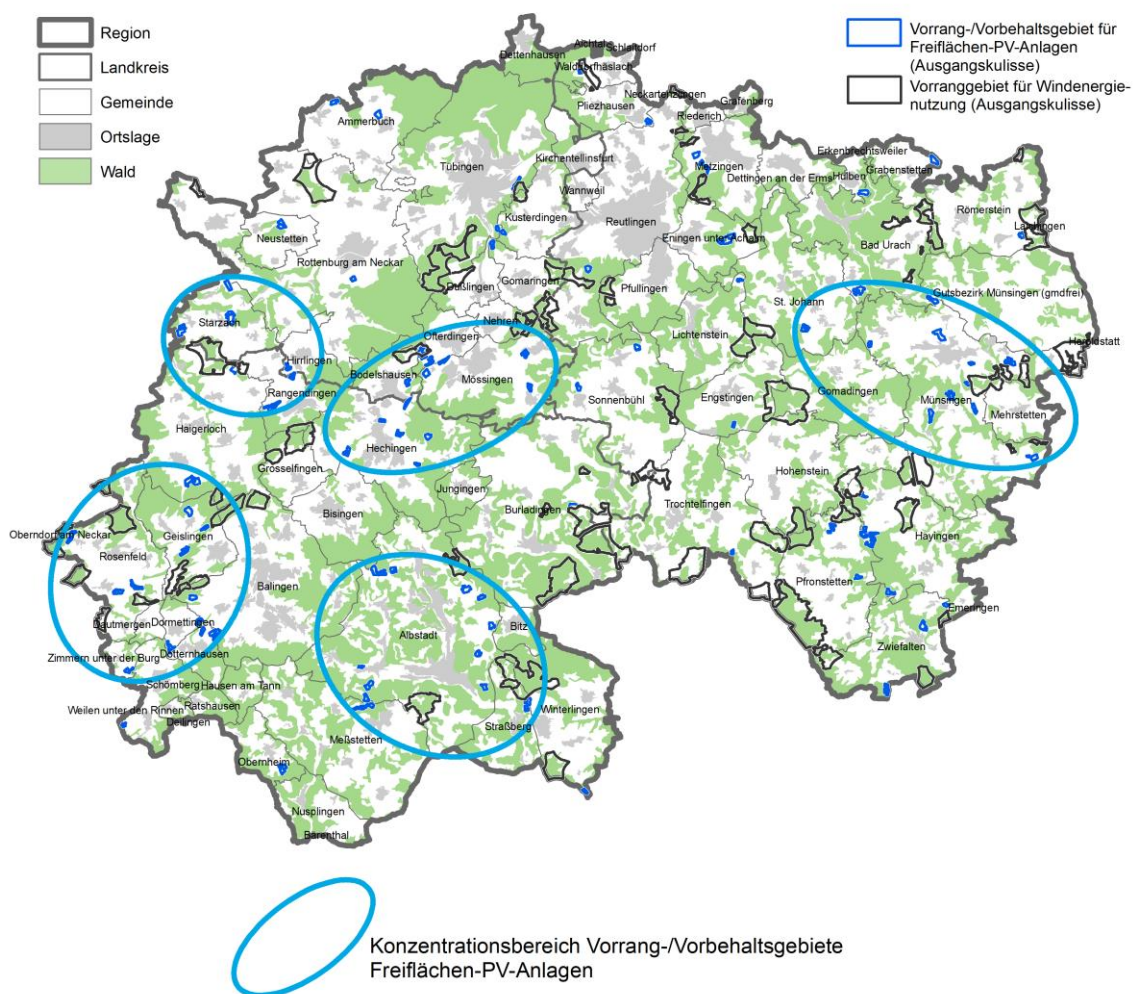 Region
Landkreis
Gemeinde
Ortslage
Wald
Vorrang-/Vorbehaltsgebiet für
Freiflächen-PV-Anlagen
(Ausgangskulisse)
Vorranggebiet für Windenergie-
nutzung (Ausgangskulisse)
Dettenhausen
Aichtal
Schlaitdorf
Walddorfhäslach
Pliezhausen
Neckartenzlingen
Grafenberg
Riederich
Ammerbuch
Tübingen
Kirchentellinsfurt
Wannweil
Metzingen
Dettingen an der Erms
Erkenbrechtsweiler
Grabenstetten
Hülben
Römerstein
Laichingen
Kusterdingen
Reutlingen
Neustetten
Rottenburg am Neckar
Eningen unter Achalm
Bad Urach
Dußlingen
Gomaringen
Pfullingen
St. Johann
Gutsbezirk Münsingen (gmdfrei)
Starzach
Nehren
Ofterdingen
Lichtenstein
Heroldstatt
Hirrlingen
Bodelshausen
Mössingen
Rangendingen
Sonnenbühl
Engstingen
Gomadingen
Münsingen
Mehrstetten
Haigerloch
Hechingen
Grosselfingen
Jungingen
Hohenstein
Bisingen
Burladingen
Trochtelfingen
Oberndorf am Neckar
Geislingen
Rosenfeld
Hayingen
Balingen
Pfronstetten
Dautmergen
Dormettingen
Albstadt
Bitz
Emeringen
Zwiefalten
Zimmern unter der Burg
Dotternhausen
Schömberg
Hausen am Tann
Weilen unter den Rinnen
Ratshausen
Deilingen
Straßberg
Winterlingen
Meßstetten
Obernheim
Nusplingen
Bärenthal
Konzentrationsbereich Vorrang-/Vorbehaltsgebiete
Freiflächen-PV-Anlagen